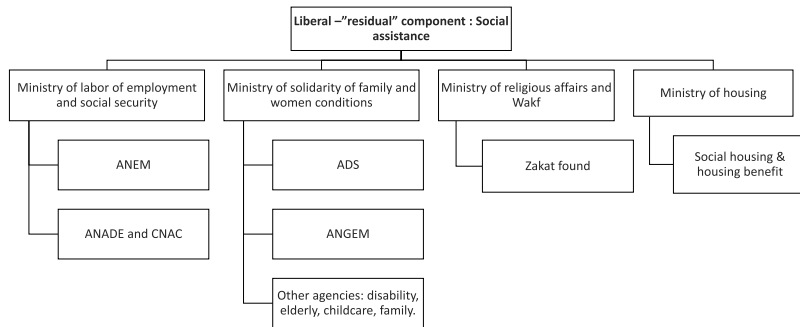 Liberal –”residual” component : Social
assistance
Ministry of labor of employment
and social security
Ministry of solidarity of family and
women conditions
Ministry of religious affairs and
Wakf
Ministry of housing
ANEM
ADS
Zakat found
Social housing &
housing benefit
ANADE and CNAC
ANGEM
Other agencies: disability,
elderly, childcare, family.